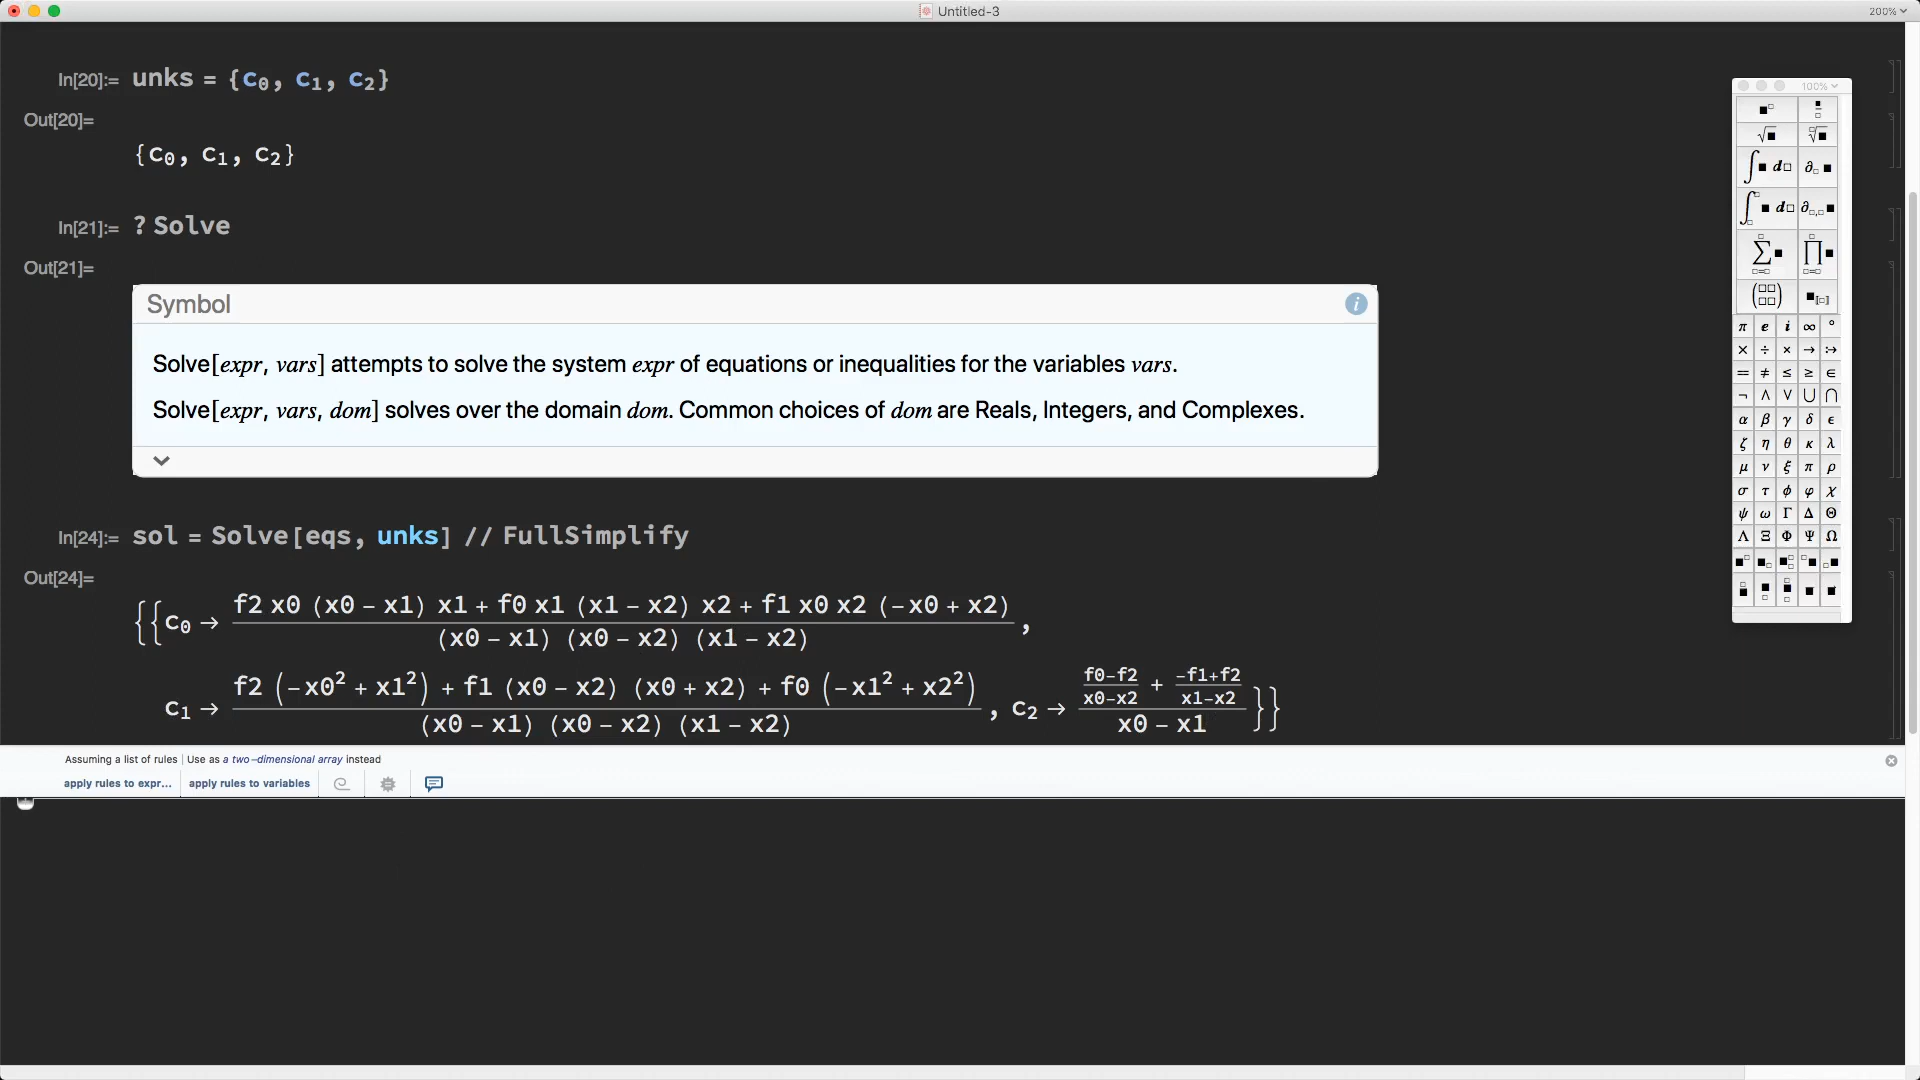 Untitled-3
200%
In[20]:= unks = {c₀, c₁, c₂}
Out[20]=
{c₀, c₁, c₂}
In[21]:= ? Solve
Out[21]=
Symbol
i
Solve[expr, vars] attempts to solve the system expr of equations or inequalities for the variables vars.
Solve[expr, vars, dom] solves over the domain dom. Common choices of dom are Reals, Integers, and Complexes.
In[24]:= sol = Solve[eqs, unks] // FullSimplify
Out[24]=
{{c₀ → (f2 x0 (x0 – x1) x1 + f0 x1 (x1 – x2) x2 + f1 x0 x2 (–x0 + x2)) / ((x0 – x1) (x0 – x2) (x1 – x2)),
c₁ → (f2 (–x0² + x1²) + f1 (x0 – x2) (x0 + x2) + f0 (–x1² + x2²)) / ((x0 – x1) (x0 – x2) (x1 – x2)), c₂ → ((f0–f2)/(x0–x2) + (–f1+f2)/(x1–x2)) / (x0 – x1)}}
Assuming a list of rules | Use as a two–dimensional array instead
apply rules to expr... apply rules to variables
100%
■□ ■/□
√■ □√■
∫■ d□ ∂□ ■
∫■ d□ ∂□,□ ■
∑■ ∏■
□=□ □=□
(□□ □□) ■[[□]]
π e i ∞ °
× ÷ × → :→
== ≠ ≤ ≥ ∈
¬ ∧ ∨ ∪ ∩
α β γ δ ϵ
ζ η θ κ λ
μ ν ξ π ρ
σ τ ϕ φ χ
ψ ω Γ Δ Θ
Λ Ξ Φ Ψ Ω